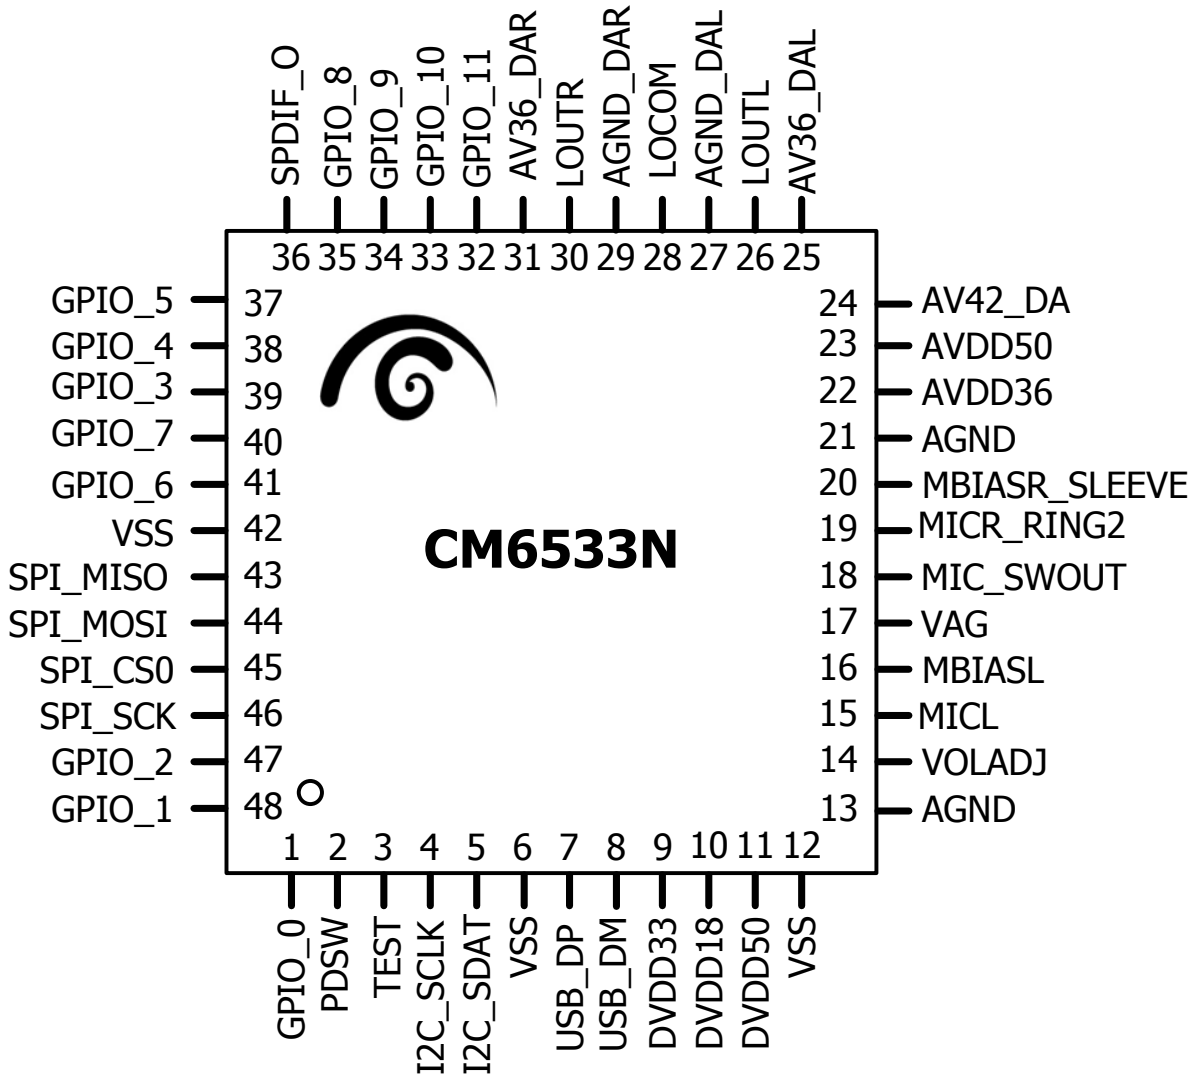 SPDIF_O
GPIO_8
GPIO_9
GPIO_10
GPIO_11
AV36_DAR
LOUTR
AGND_DAR
LOCOM
AGND_DAL
LOUTL
AV36_DAL
36 35 34 33 32 31 30 29 28 27 26 25
GPIO_5 37
GPIO_4 38
GPIO_3 39
GPIO_7 40
GPIO_6 41
VSS 42
SPI_MISO 43
SPI_MOSI 44
SPI_CS0 45
SPI_SCK 46
GPIO_2 47
GPIO_1 48
CM6533N
24 AV42_DA
23 AVDD50
22 AVDD36
21 AGND
20 MBIASR_SLEEVE
19 MICR_RING2
18 MIC_SWOUT
17 VAG
16 MBIASL
15 MICL
14 VOLADJ
13 AGND
1 2 3 4 5 6 7 8 9 10 11 12
GPIO_0
PDSW
TEST
I2C_SCLK
I2C_SDAT
VSS
USB_DP
USB_DM
DVDD33
DVDD18
DVDD50
VSS